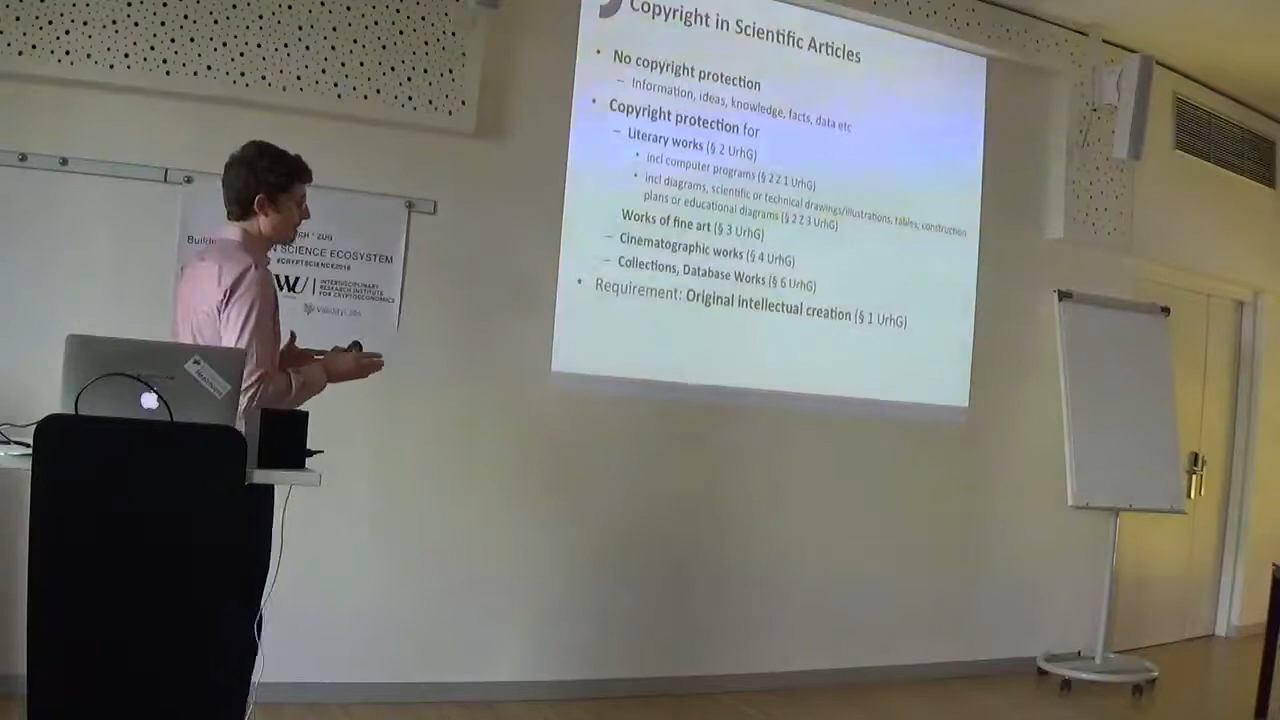 Copyright in Scientific Articles
• No copyright protection
– Information, ideas, knowledge, facts, data etc
• Copyright protection for
– Literary works (§ 2 UrhG)
• Incl computer programs (§ 2 Z 1 UrhG)
• Incl diagrams, scientific or technical drawings/illustrations, tables, construction
plans or educational diagrams (§ 2 Z 3 UrhG)
Works of fine art (§ 3 UrhG)
– Cinematographic works (§ 4 UrhG)
– Collections, Database Works (§ 6 UrhG)
• Requirement: Original intellectual creation (§ 1 UrhG)
ZUG
SCIENCE ECOSYSTEM
#CRYPTSCIENCE2018
WU
INTERDISCIPLINARY
RESEARCH INSTITUTE
FOR CRYPTOECONOMICS
ValidityLabs